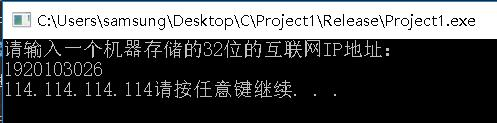 C:\Users\samsung\Desktop\C\Project1\Release\Project1.exe
请输入一个机器存储的32位的互联网IP地址：
1920103026
114.114.114.114请按任意键继续. . .